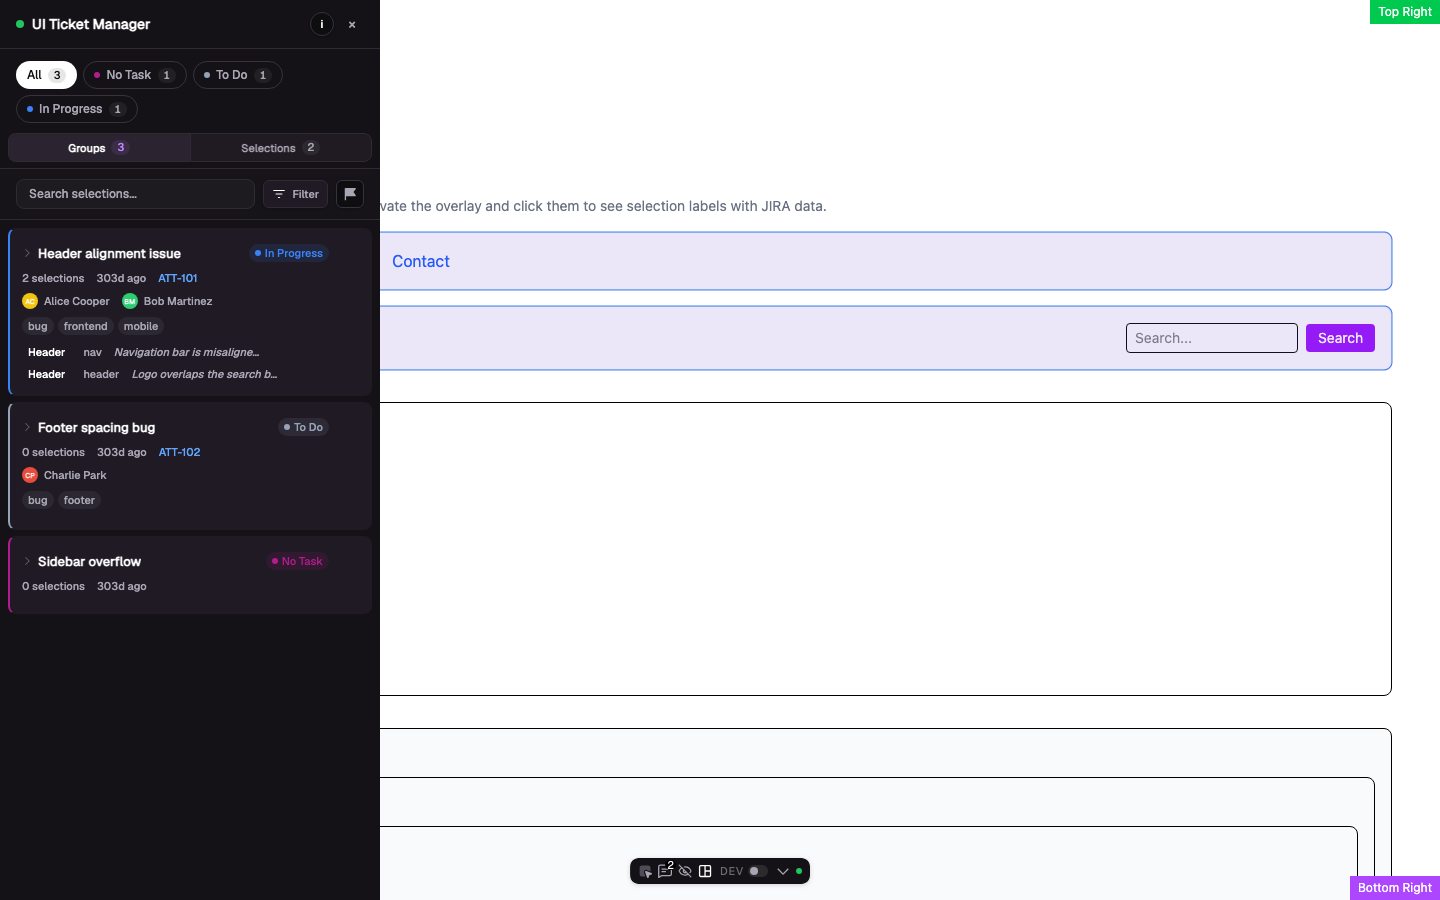 UI Ticket Manager i ×
All 3 No Task 1 To Do 1
In Progress 1
Groups 3 Selections 2
Search selections... Filter
Header alignment issue In Progress
2 selections 303d ago ATT-101
AC Alice Cooper BM Bob Martinez
bug frontend mobile
Header nav Navigation bar is misaligne...
Header header Logo overlaps the search b...
Footer spacing bug To Do
0 selections 303d ago ATT-102
CP Charlie Park
bug footer
Sidebar overflow No Task
0 selections 303d ago
Top Right
vate the overlay and click them to see selection labels with JIRA data.
Contact
Search... Search
2 DEV
Bottom Right